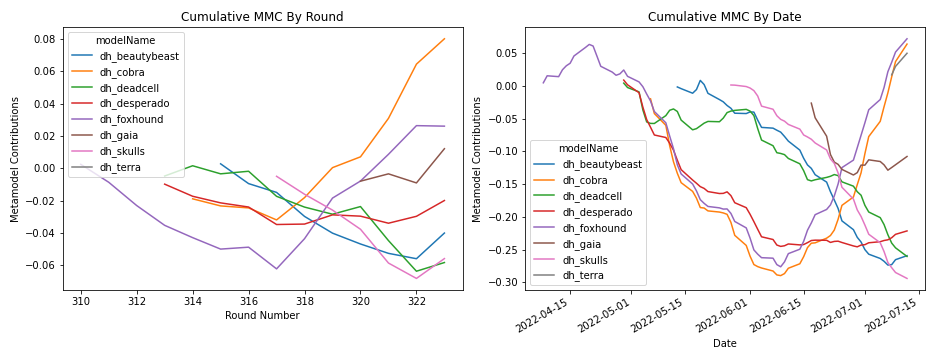 Cumulative MMC By Round
Metamodel Contributions
0.08
0.06
0.04
0.02
0.00
−0.02
−0.04
−0.06
modelName
dh_beautybeast
dh_cobra
dh_deadcell
dh_desperado
dh_foxhound
dh_gaia
dh_skulls
dh_terra
310
312
314
316
318
320
322
Round Number
Cumulative MMC By Date
Metamodel Contributions
0.05
0.00
−0.05
−0.10
−0.15
−0.20
−0.25
−0.30
modelName
dh_beautybeast
dh_cobra
dh_deadcell
dh_desperado
dh_foxhound
dh_gaia
dh_skulls
dh_terra
2022-04-15
2022-05-01
2022-05-15
2022-06-01
2022-06-15
2022-07-01
2022-07-15
Date